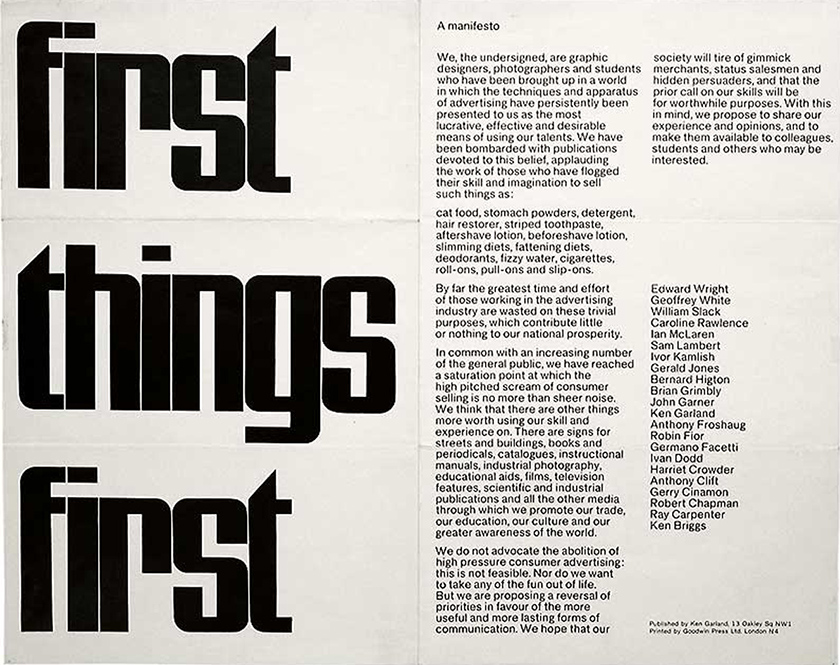 first
things
first
A manifesto
We, the undersigned, are graphic
designers, photographers and students
who have been brought up in a world
in which the techniques and apparatus
of advertising have persistently been
presented to us as the most
lucrative, effective and desirable
means of using our talents. We have
been bombarded with publications
devoted to this belief, applauding
the work of those who have flogged
their skill and imagination to sell
such things as:
cat food, stomach powders, detergent,
hair restorer, striped toothpaste,
aftershave lotion, beforeshave lotion,
slimming diets, fattening diets,
deodorants, fizzy water, cigarettes,
roll-ons, pull-ons and slip-ons.
By far the greatest time and effort
of those working in the advertising
industry are wasted on these trivial
purposes, which contribute little
or nothing to our national prosperity.
In common with an increasing number
of the general public, we have reached
a saturation point at which the
high pitched scream of consumer
selling is no more than sheer noise.
We think that there are other things
more worth using our skill and
experience on. There are signs for
streets and buildings, books and
periodicals, catalogues, instructional
manuals, industrial photography,
educational aids, films, television
features, scientific and industrial
publications and all the other media
through which we promote our trade,
our education, our culture and our
greater awareness of the world.
We do not advocate the abolition of
high pressure consumer advertising:
this is not feasible. Nor do we want
to take any of the fun out of life.
But we are proposing a reversal of
priorities in favour of the more
useful and more lasting forms of
communication. We hope that our
society will tire of gimmick
merchants, status salesmen and
hidden persuaders, and that the
prior call on our skills will be
for worthwhile purposes. With this
in mind, we propose to share our
experience and opinions, and to
make them available to colleagues,
students and others who may be
interested.
Edward Wright
Geoffrey White
William Slack
Caroline Rawlence
Ian McLaren
Sam Lambert
Ivor Kamlish
Gerald Jones
Bernard Higton
Brian Grimbly
John Garner
Ken Garland
Anthony Froshaug
Robin Fior
Germano Facetti
Ivan Dodd
Harriet Crowder
Anthony Clift
Gerry Cinamon
Robert Chapman
Ray Carpenter
Ken Briggs
Published by Ken Garland, 13 Oakley Sq NW1
Printed by Goodwin Press Ltd. London N4